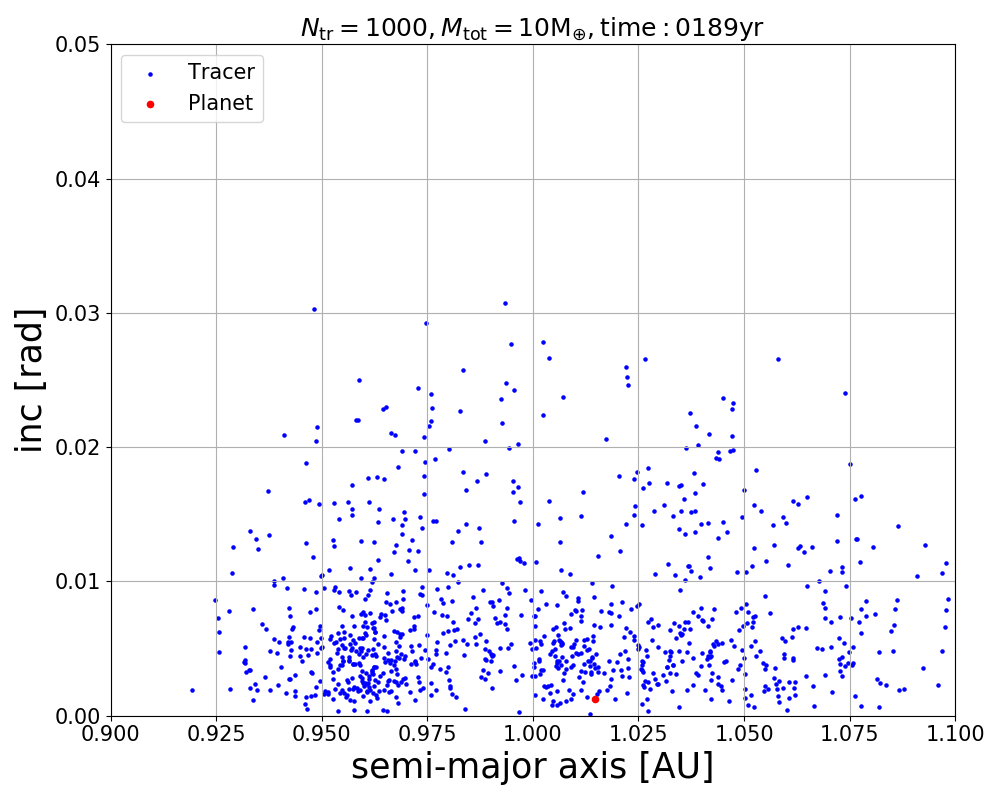 N_tr = 1000, M_tot = 10M_⊕, time : 0189yr
0.05
Tracer
Planet
0.04
0.03
0.02
0.01
0.00
inc [rad]
0.900 0.925 0.950 0.975 1.000 1.025 1.050 1.075 1.100
semi-major axis [AU]